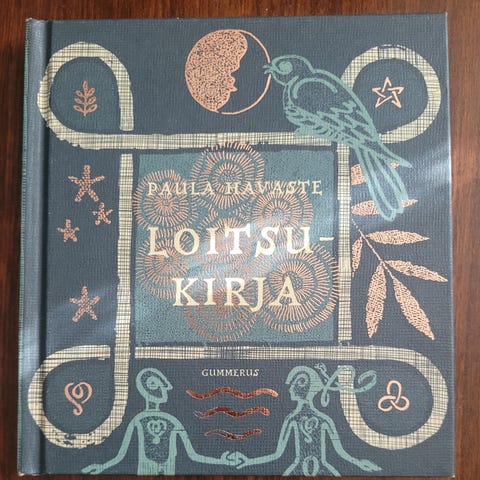 PAULA HAVASTE
LOITSU-
KIRJA
GUMMERUS